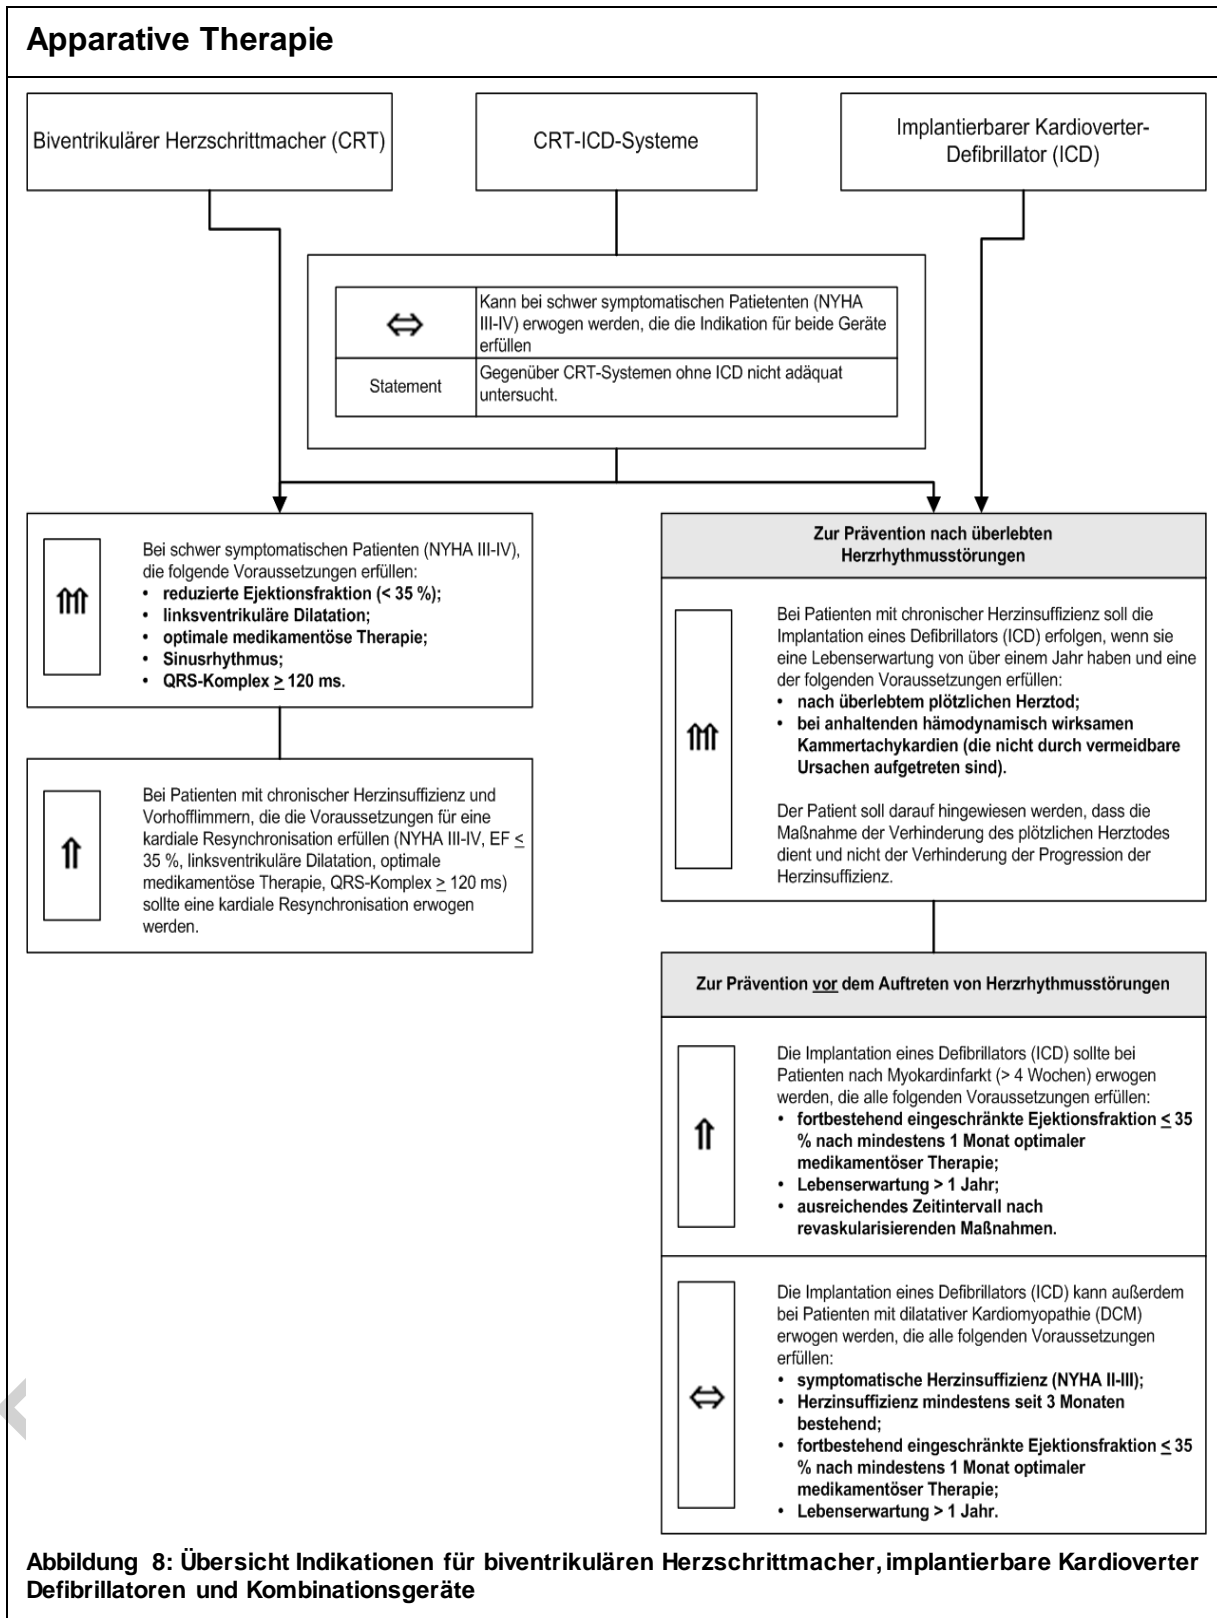 Apparative Therapie
Biventrikulärer Herzschrittmacher (CRT)
CRT-ICD-Systeme
Implantierbarer Kardioverter-
Defibrillator (ICD)
⇔
Kann bei schwer symptomatischen Patietenten (NYHA
III-IV) erwogen werden, die die Indikation für beide Geräte
erfüllen
Statement
Gegenüber CRT-Systemen ohne ICD nicht adäquat
untersucht.
⇑⇑
Bei schwer symptomatischen Patienten (NYHA III-IV),
die folgende Voraussetzungen erfüllen:
• reduzierte Ejektionsfraktion (< 35 %);
• linksventrikuläre Dilatation;
• optimale medikamentöse Therapie;
• Sinusrhythmus;
• QRS-Komplex ≥ 120 ms.
⇑
Bei Patienten mit chronischer Herzinsuffizienz und
Vorhofflimmern, die die Voraussetzungen für eine
kardiale Resynchronisation erfüllen (NYHA III-IV, EF ≤
35 %, linksventrikuläre Dilatation, optimale
medikamentöse Therapie, QRS-Komplex ≥ 120 ms)
sollte eine kardiale Resynchronisation erwogen
werden.
Zur Prävention nach überlebten
Herzrhythmusstörungen
⇑⇑
Bei Patienten mit chronischer Herzinsuffizienz soll die
Implantation eines Defibrillators (ICD) erfolgen, wenn sie
eine Lebenserwartung von über einem Jahr haben und eine
der folgenden Voraussetzungen erfüllen:
• nach überlebtem plötzlichen Herztod;
• bei anhaltenden hämodynamisch wirksamen
Kammertachykardien (die nicht durch vermeidbare
Ursachen aufgetreten sind).
Der Patient soll darauf hingewiesen werden, dass die
Maßnahme der Verhinderung des plötzlichen Herztodes
dient und nicht der Verhinderung der Progression der
Herzinsuffizienz.
Zur Prävention vor dem Auftreten von Herzrhythmusstörungen
⇑
Die Implantation eines Defibrillators (ICD) sollte bei
Patienten nach Myokardinfarkt (> 4 Wochen) erwogen
werden, die alle folgenden Voraussetzungen erfüllen:
• fortbestehend eingeschränkte Ejektionsfraktion ≤ 35
% nach mindestens 1 Monat optimaler
medikamentöser Therapie;
• Lebenserwartung > 1 Jahr;
• ausreichendes Zeitintervall nach
revaskularisierenden Maßnahmen.
⇔
Die Implantation eines Defibrillators (ICD) kann außerdem
bei Patienten mit dilatativer Kardiomyopathie (DCM)
erwogen werden, die alle folgenden Voraussetzungen
erfüllen:
• symptomatische Herzinsuffizienz (NYHA II-III);
• Herzinsuffizienz mindestens seit 3 Monaten
bestehend;
• fortbestehend eingeschränkte Ejektionsfraktion ≤ 35
% nach mindestens 1 Monat optimaler
medikamentöser Therapie;
• Lebenserwartung > 1 Jahr.
Abbildung 8: Übersicht Indikationen für biventrikulären Herzschrittmacher, implantierbare Kardioverter
Defibrillatoren und Kombinationsgeräte